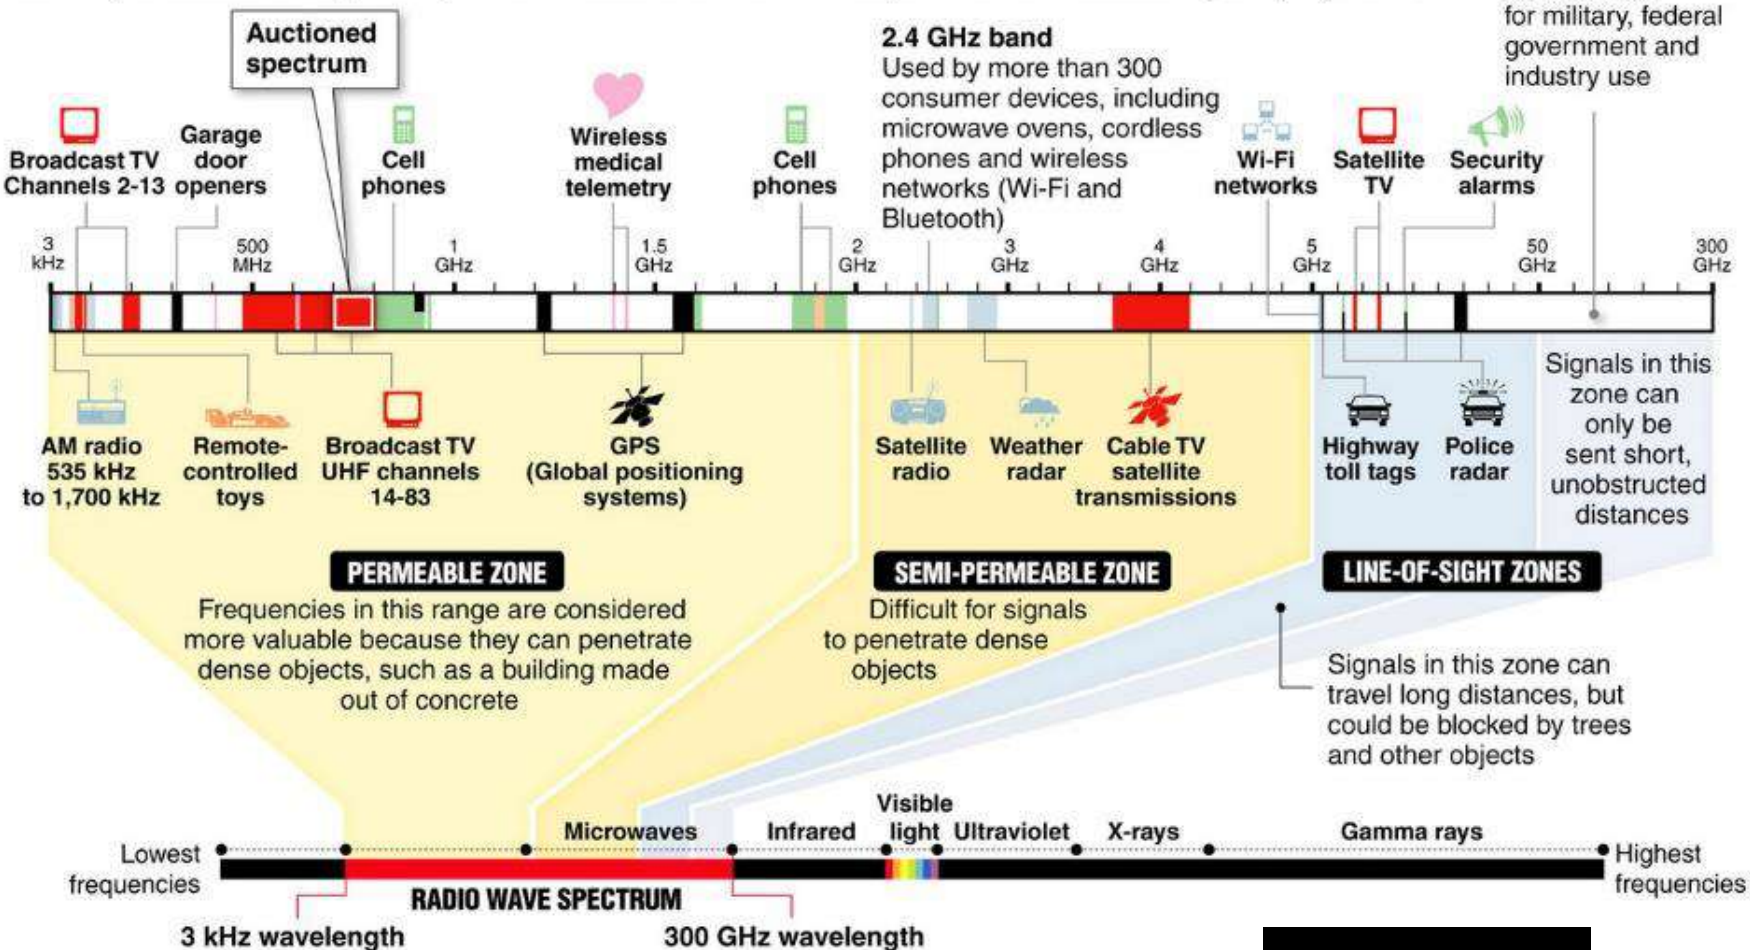 for military, federal
government and
industry use
Auctioned
spectrum
2.4 GHz band
Used by more than 300
consumer devices, including
microwave ovens, cordless
phones and wireless
networks (Wi-Fi and
Bluetooth)
Broadcast TV
Channels 2-13
Garage
door
openers
Cell
phones
Wireless
medical
telemetry
Cell
phones
Wi-Fi
networks
Satellite
TV
Security
alarms
3
kHz
500
MHz
1
GHz
1.5
GHz
2
GHz
3
GHz
4
GHz
5
GHz
50
GHz
300
GHz
AM radio
535 kHz
to 1,700 kHz
Remote-
controlled
toys
Broadcast TV
UHF channels
14-83
GPS
(Global positioning
systems)
Satellite
radio
Weather
radar
Cable TV
satellite
transmissions
Highway
toll tags
Police
radar
Signals in this
zone can
only be
sent short,
unobstructed
distances
PERMEABLE ZONE
Frequencies in this range are considered
more valuable because they can penetrate
dense objects, such as a building made
out of concrete
SEMI-PERMEABLE ZONE
Difficult for signals
to penetrate dense
objects
LINE-OF-SIGHT ZONES
Signals in this zone can
travel long distances, but
could be blocked by trees
and other objects
Lowest
frequencies
Microwaves
Infrared
Visible
light
Ultraviolet
X-rays
Gamma rays
Highest
frequencies
RADIO WAVE SPECTRUM
3 kHz wavelength
300 GHz wavelength